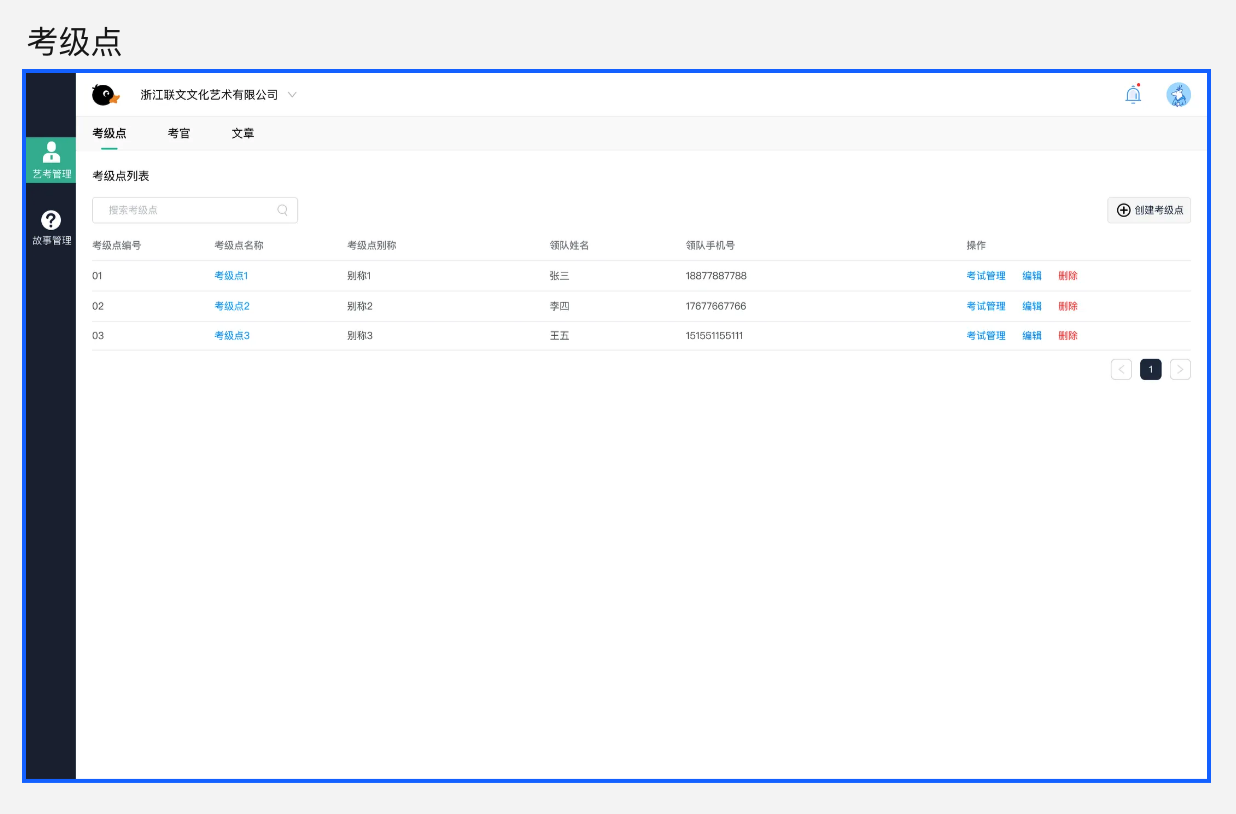 考级点
浙江联文文化艺术有限公司
考级点 考官 文章
艺考管理
故事管理
考级点列表
搜索考级点
创建考级点
考级点编号 考级点名称 考级点别称 领队姓名 领队手机号 操作
01 考级点1 别称1 张三 18877887788 考试管理 编辑 删除
02 考级点2 别称2 李四 17677667766 考试管理 编辑 删除
03 考级点3 别称3 王五 151551155111 考试管理 编辑 删除
< 1 >